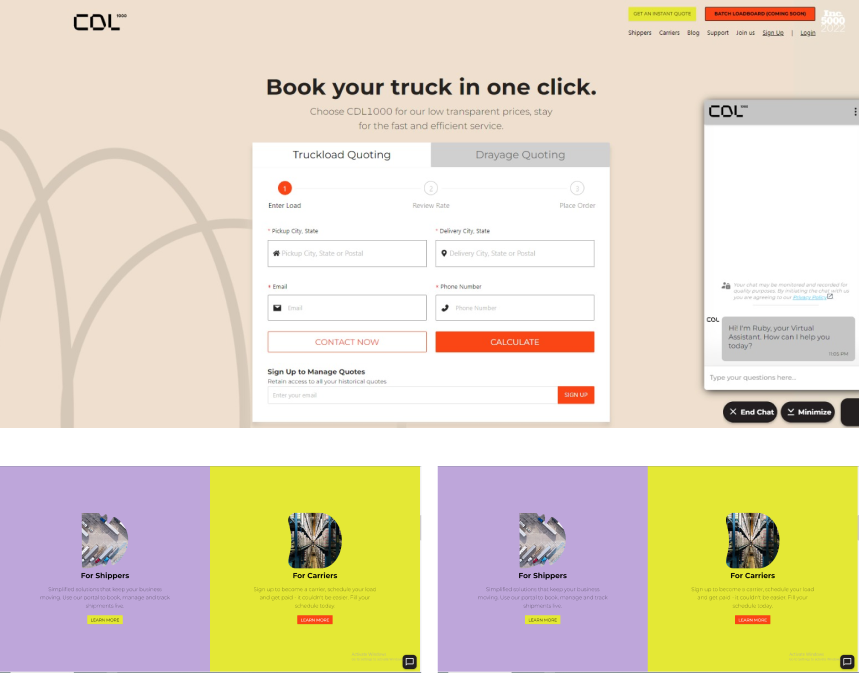 CDL 1000
GET AN INSTANT QUOTE
BATCH LOADBOARD (COMING SOON)
Inc.
5000
2022
Shippers Carriers Blog Support Join us Sign Up | Login
Book your truck in one click.
Choose CDL1000 for our low transparent prices, stay
for the fast and efficient service.
Truckload Quoting
Drayage Quoting
1
2
3
Enter Load
Review Rate
Place Order
* Pickup City, State
* Delivery City, State
Pickup City, State or Postal
Delivery City, State or Postal
* Email
* Phone Number
Email
Phone Number
CONTACT NOW
CALCULATE
Sign Up to Manage Quotes
Retain access to all your historical quotes
Enter your email
SIGN UP
CDL
Your chat may be monitored and recorded for
quality purposes. By initiating the chat with us
you are agreeing to our Privacy Policy
CDL
Hi! I'm Ruby, your Virtual
Assistant. How can I help you
today?
Type your questions here...
End Chat
Minimize
For Shippers
Simplified solutions that keep your business
moving. Use our portal to book, manage and track
shipments live.
LEARN MORE
For Carriers
Sign up to become a carrier, schedule your load
and get paid - it couldn't be easier. Fill your
schedule today.
LEARN MORE
For Shippers
Simplified solutions that keep your business
moving. Use our portal to book, manage and track
shipments live.
LEARN MORE
For Carriers
Sign up to become a carrier, schedule your load
and get paid - it couldn't be easier. Fill your
schedule today.
LEARN MORE